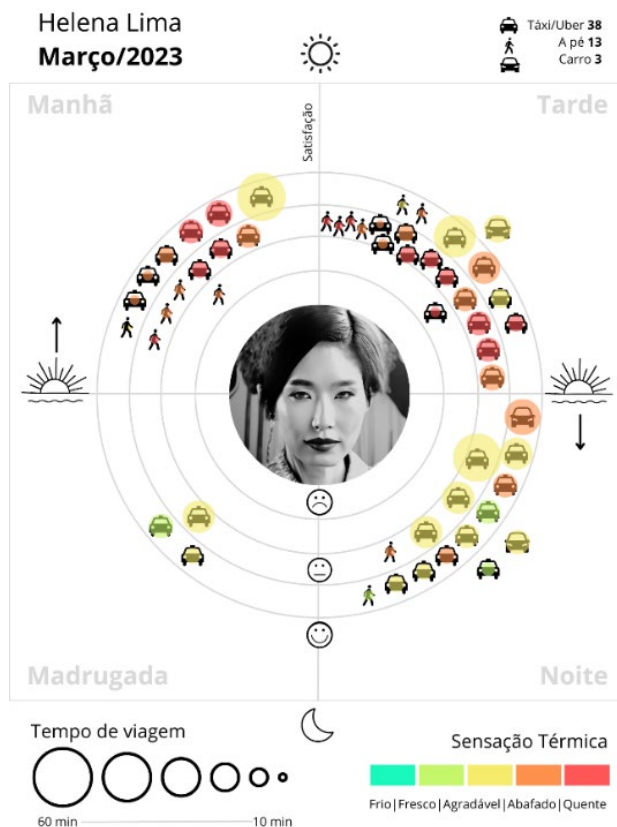 Helena Lima
Março/2023
Táxi/Uber 38
A pé 13
Carro 3
Manhã
Tarde
Satisfação
Madrugada
Noite
Tempo de viagem
60 min
10 min
Sensação Térmica
Frio|Fresco|Agradável|Abafado|Quente